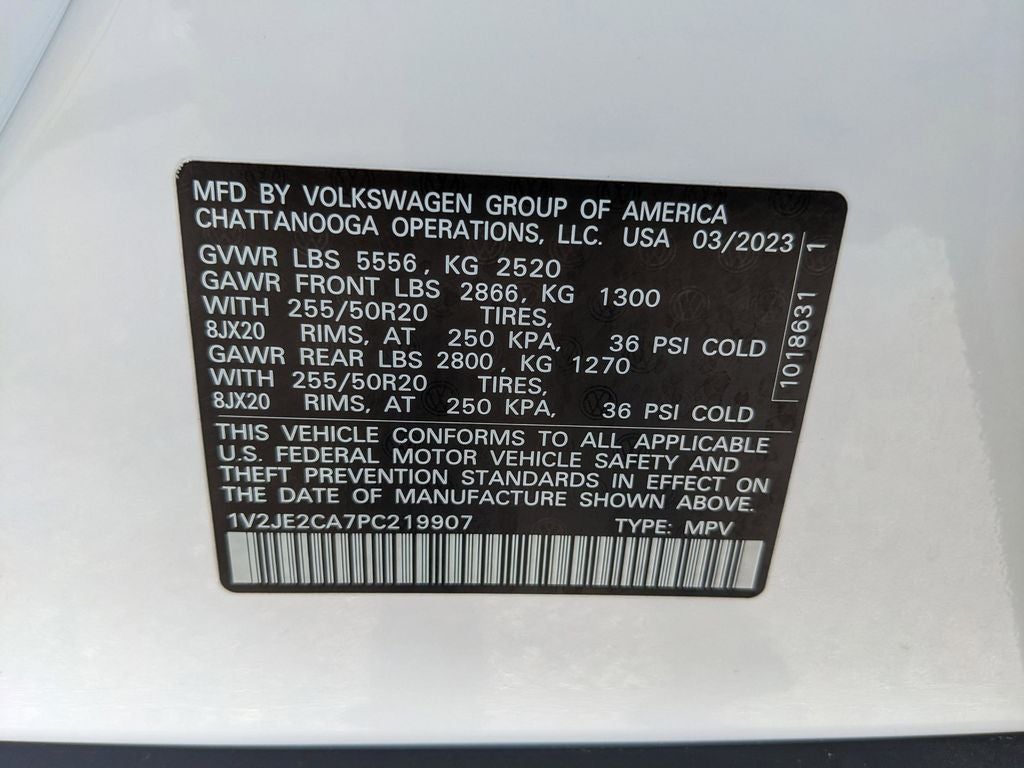 MFD BY VOLKSWAGEN GROUP OF AMERICA
CHATTANOOGA OPERATIONS, LLC. USA 03/2023
GVWR LBS 5556, KG 2520
GAWR FRONT LBS 2866, KG 1300
WITH 255/50R20 TIRES,
8JX20 RIMS, AT 250 KPA, 36 PSI COLD
GAWR REAR LBS 2800, KG 1270
WITH 255/50R20 TIRES,
8JX20 RIMS, AT 250 KPA, 36 PSI COLD
THIS VEHICLE CONFORMS TO ALL APPLICABLE
U.S. FEDERAL MOTOR VEHICLE SAFETY AND
THEFT PREVENTION STANDARDS IN EFFECT ON
THE DATE OF MANUFACTURE SHOWN ABOVE.
1V2JE2CA7PC219907 TYPE: MPV
1018631 1